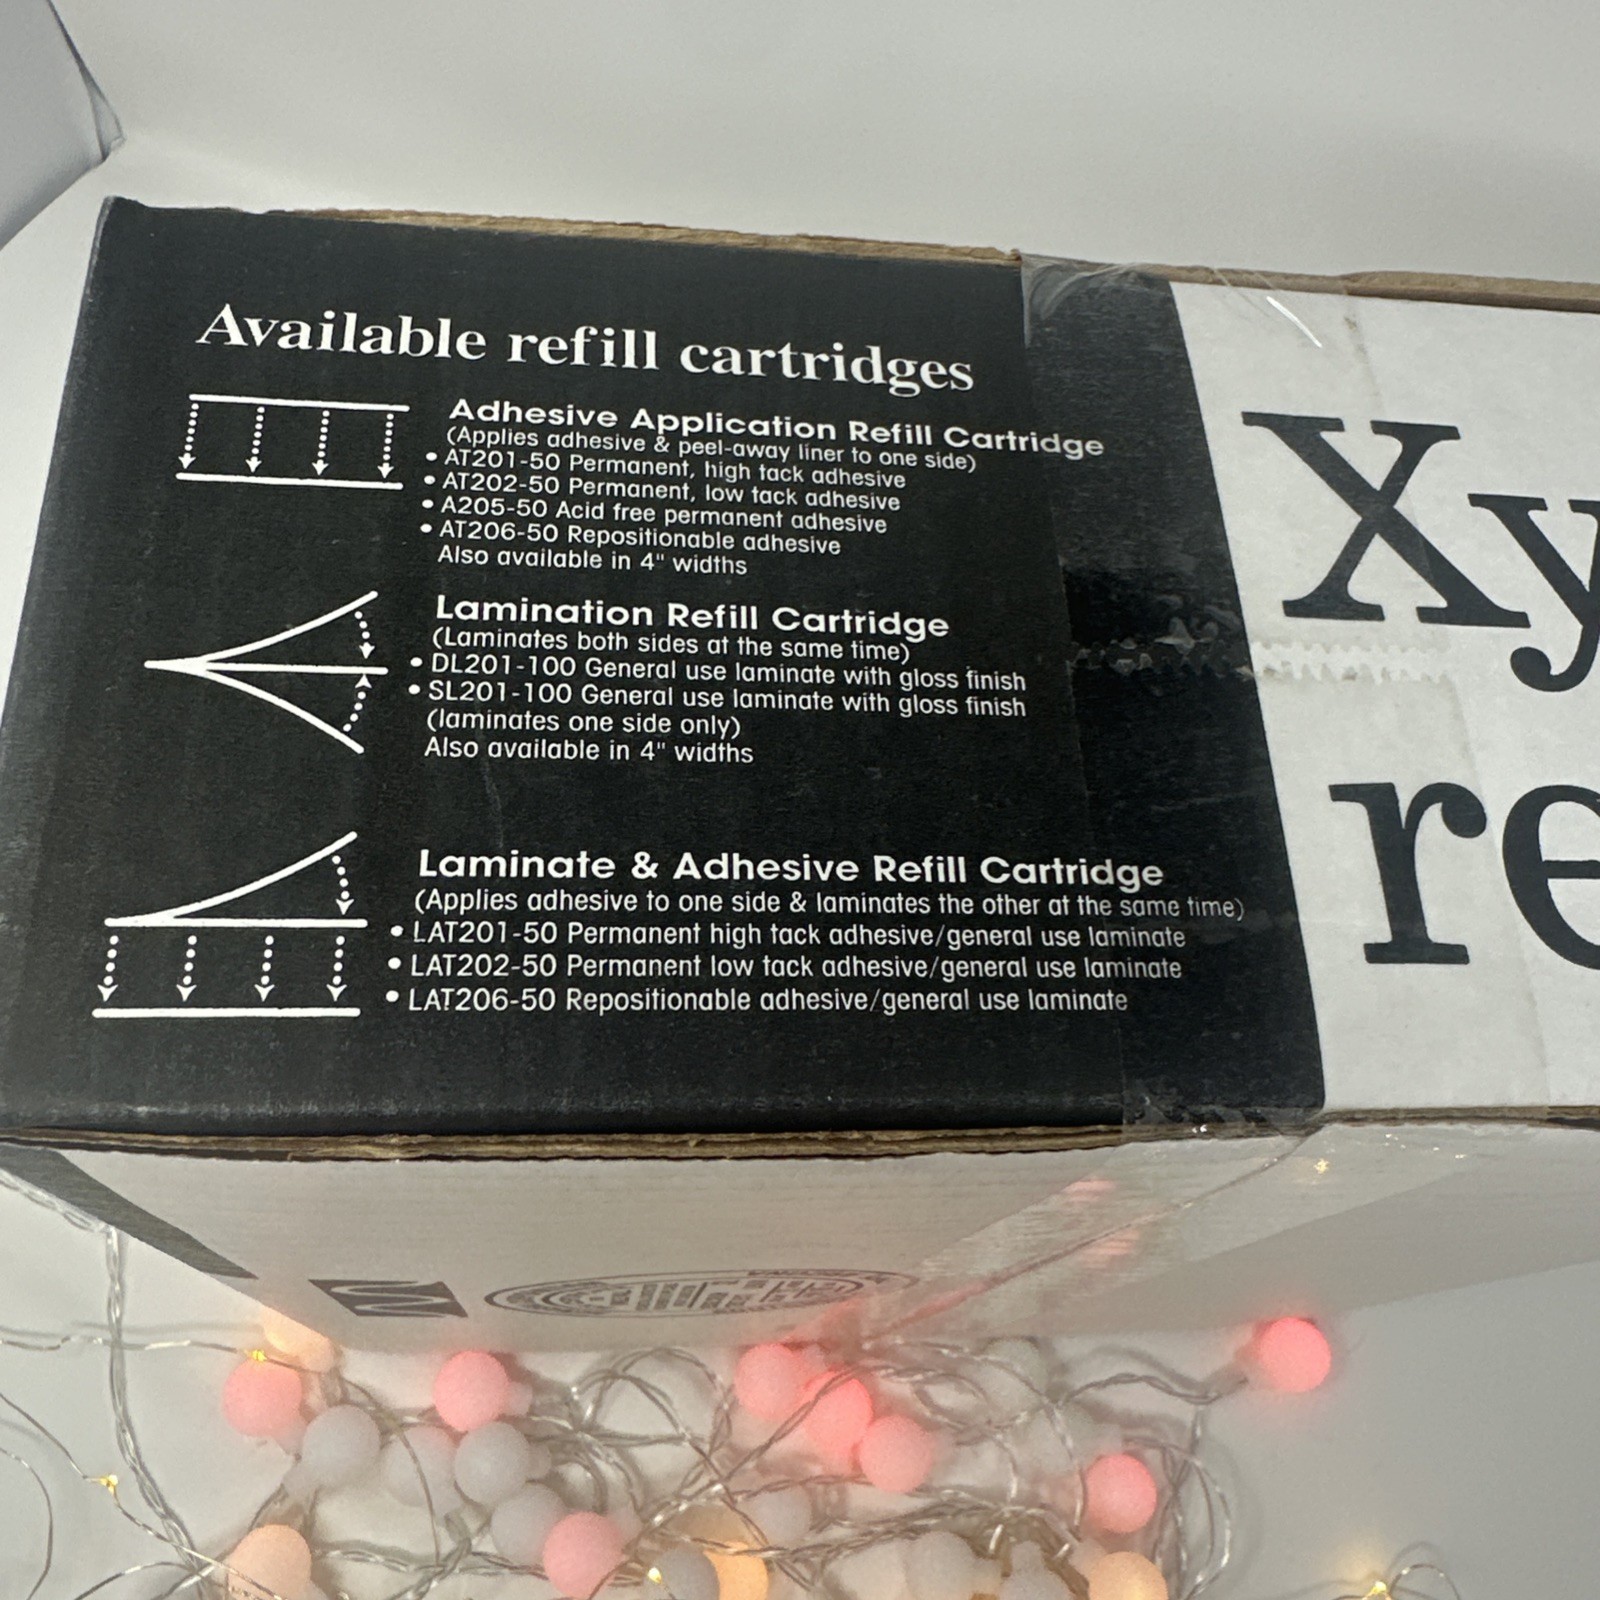 Available refill cartridges
Adhesive Application Refill Cartridge
(Applies adhesive & peel-away liner to one side)
• AT201-50 Permanent, high tack adhesive
• AT202-50 Permanent, low tack adhesive
• A205-50 Acid free permanent adhesive
• AT206-50 Repositionable adhesive
Also available in 4" widths
Lamination Refill Cartridge
(Laminates both sides at the same time)
• DL201-100 General use laminate with gloss finish
• SL201-100 General use laminate with gloss finish
(laminates one side only)
Also available in 4" widths
Laminate & Adhesive Refill Cartridge
(Applies adhesive to one side & laminates the other at the same time)
• LAT201-50 Permanent high tack adhesive/general use laminate
• LAT202-50 Permanent low tack adhesive/general use laminate
• LAT206-50 Repositionable adhesive/general use laminate
Xy
re